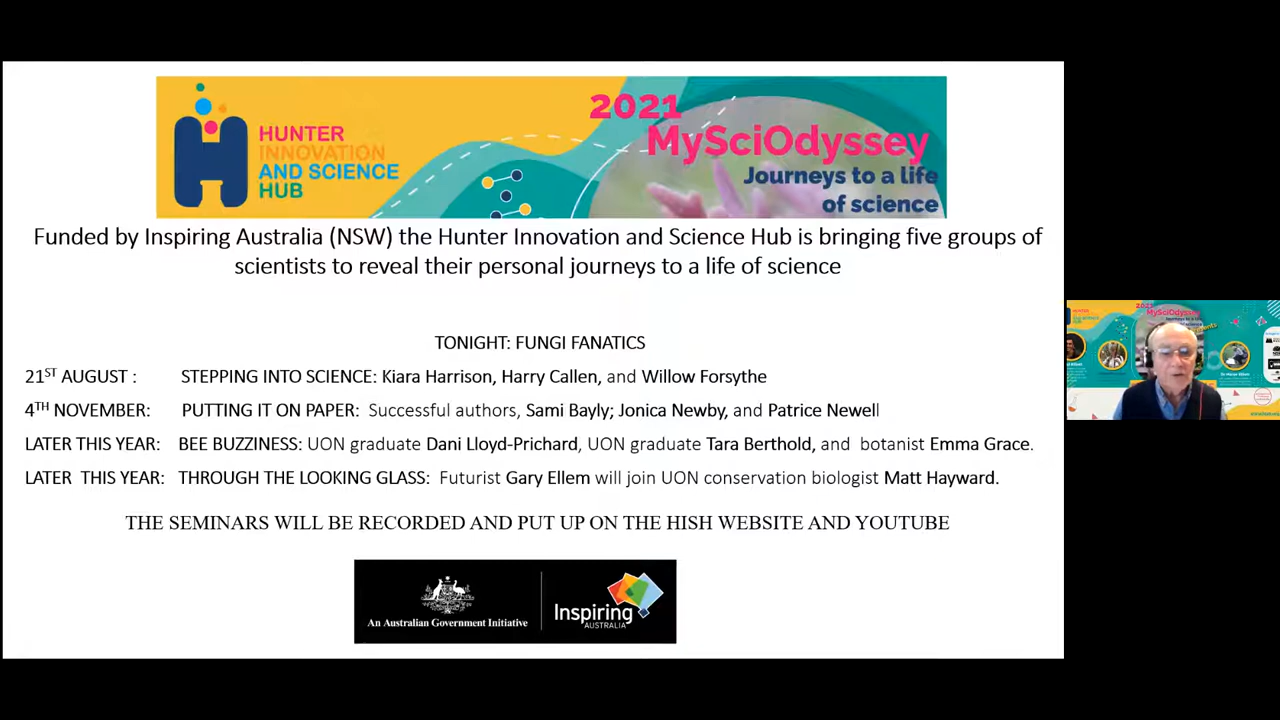 2021
MySciOdyssey
Journeys to a life
of science
HUNTER
INNOVATION
AND SCIENCE
HUB
Funded by Inspiring Australia (NSW) the Hunter Innovation and Science Hub is bringing five groups of
scientists to reveal their personal journeys to a life of science
TONIGHT: FUNGI FANATICS
21ST AUGUST : STEPPING INTO SCIENCE: Kiara Harrison, Harry Callen, and Willow Forsythe
4TH NOVEMBER: PUTTING IT ON PAPER: Successful authors, Sami Bayly; Jonica Newby, and Patrice Newell
LATER THIS YEAR: BEE BUZZINESS: UON graduate Dani Lloyd-Prichard, UON graduate Tara Berthold, and botanist Emma Grace.
LATER THIS YEAR: THROUGH THE LOOKING GLASS: Futurist Gary Ellem will join UON conservation biologist Matt Hayward.
THE SEMINARS WILL BE RECORDED AND PUT UP ON THE HISH WEBSITE AND YOUTUBE
An Australian Government Initiative
Inspiring
AUSTRALIA
2021
MySciOdyssey
Journeys to a life